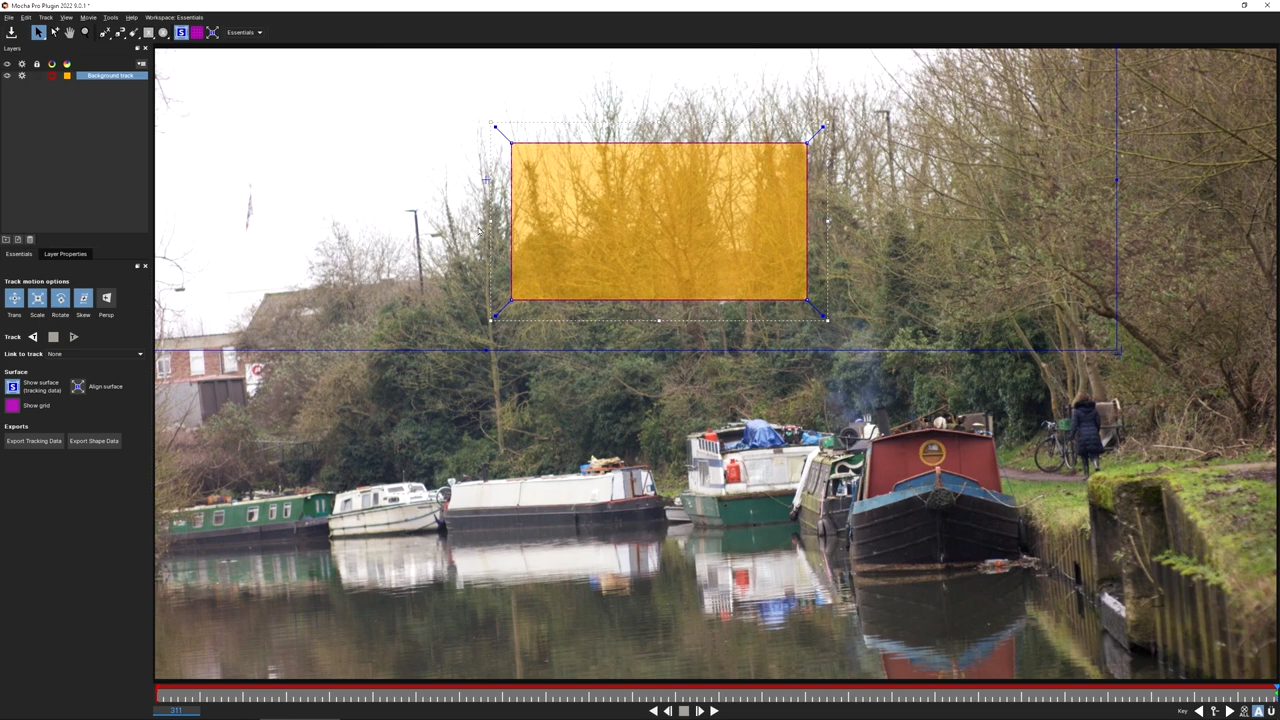 Mocha Pro Plugin 2022 9.0.1 *
File Edit Track View Movies Tools Help Workspace: Essentials
S Essentials
Layers
Background track
Essentials Layer Properties
Track motion options
Trans Scale Rotate Skew Persp
Track
Link to track None
Surface
S Show surface (tracking data) Align surface
Show grid
Exports
Export Tracking Data Export Shape Data
311
Key A U